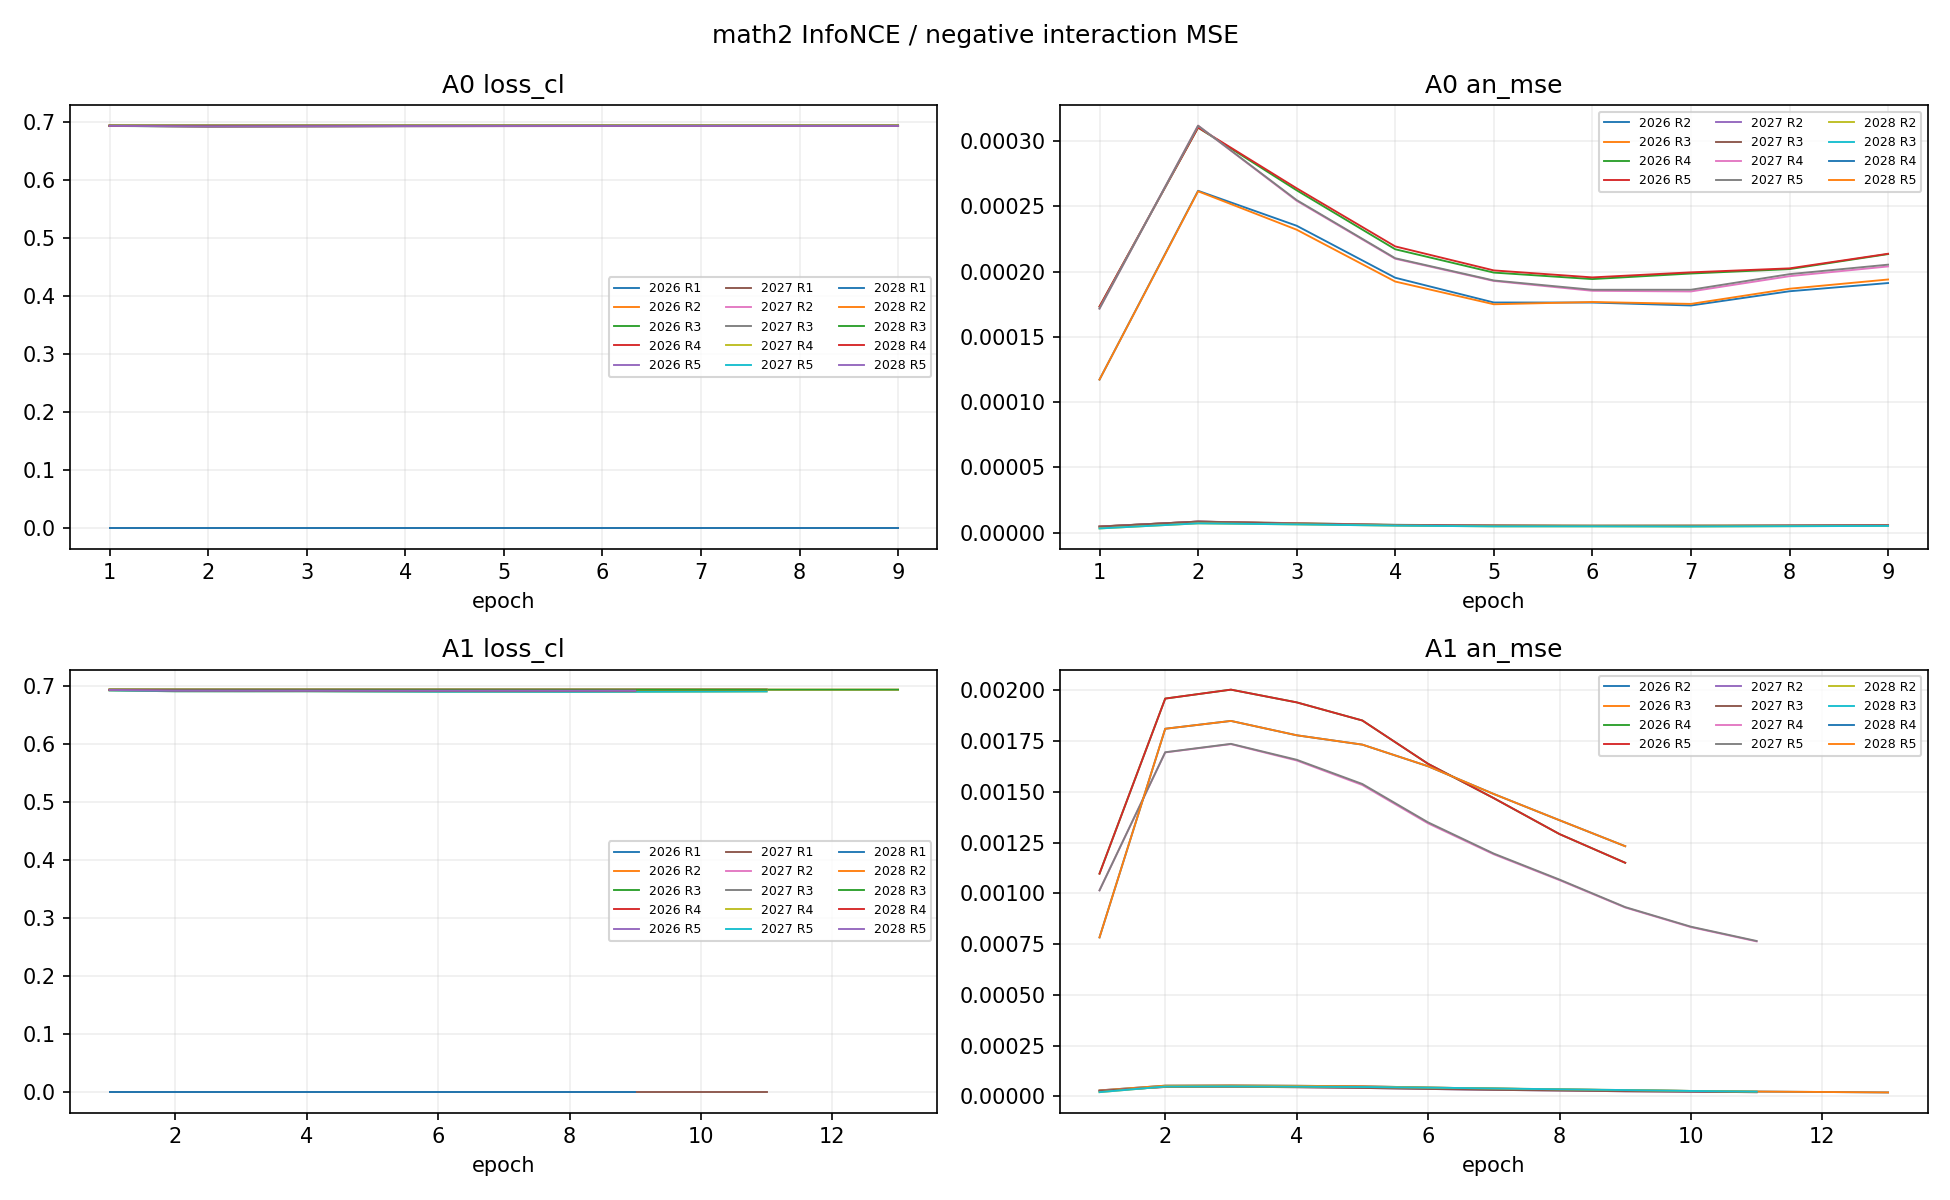 math2 InfoNCE / negative interaction MSE
A0 loss_cl
0.7
0.6
0.5
0.4
0.3
0.2
0.1
0.0
2026 R1 2027 R1 2028 R1
2026 R2 2027 R2 2028 R2
2026 R3 2027 R3 2028 R3
2026 R4 2027 R4 2028 R4
2026 R5 2027 R5 2028 R5
1 2 3 4 5 6 7 8 9
epoch
A0 an_mse
0.00030
0.00025
0.00020
0.00015
0.00010
0.00005
0.00000
2026 R2 2027 R2 2028 R2
2026 R3 2027 R3 2028 R3
2026 R4 2027 R4 2028 R4
2026 R5 2027 R5 2028 R5
1 2 3 4 5 6 7 8 9
epoch
A1 loss_cl
0.7
0.6
0.5
0.4
0.3
0.2
0.1
0.0
2026 R1 2027 R1 2028 R1
2026 R2 2027 R2 2028 R2
2026 R3 2027 R3 2028 R3
2026 R4 2027 R4 2028 R4
2026 R5 2027 R5 2028 R5
2 4 6 8 10 12
epoch
A1 an_mse
0.00200
0.00175
0.00150
0.00125
0.00100
0.00075
0.00050
0.00025
0.00000
2026 R2 2027 R2 2028 R2
2026 R3 2027 R3 2028 R3
2026 R4 2027 R4 2028 R4
2026 R5 2027 R5 2028 R5
2 4 6 8 10 12
epoch